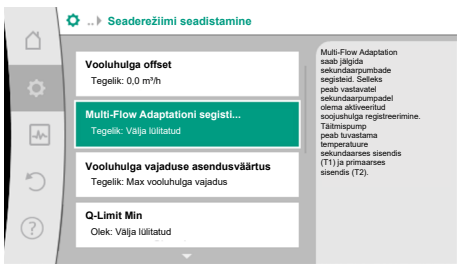 ..▸ Seaderežiimi seadistamine
Vooluhulga offset
Tegelik: 0,0 m³/h
Multi-Flow Adaptationi segisti...
Tegelik: Välja lülitatud
Vooluhulga vajaduse asendusväärtus
Tegelik: Max vooluhulga vajadus
Q-Limit Min
Olek: Välja lülitatud
Multi-Flow Adaptation
saab jälgida
sekundaarpumbade
segisteid. Selleks
peab vastavatel
sekundaarpumpadel
olema aktiveeritud
soojushulga registreerimine.
Täitmispump
peab tuvastama
temperatuure
sekundaarses sisendis
(T1) ja primaarses
sisendis (T2).
?